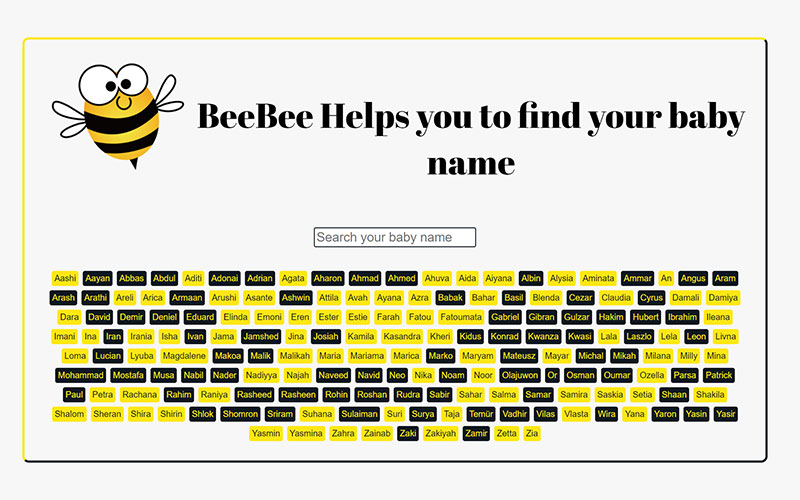 BeeBee Helps you to find your baby
name
Search your baby name
Aashi Aayan Abbas Abdul Aditi Adonai Adrian Agata Aharon Ahmad Ahmed Ahuva Aida Aiyana Albin Alysia Aminata Ammar An Angus Aram
Arash Arathi Areli Arica Armaan Arushi Asante Ashwin Attila Avah Ayana Azra Babak Bahar Basil Blenda Cezar Claudia Cyrus Damali Damiya
Dara David Demir Deniel Eduard Elinda Emoni Eren Ester Estie Farah Fatou Fatoumata Gabriel Gibran Gulzar Hakim Hubert Ibrahim Ileana
Imani Ina Iran Irania Isha Ivan Jama Jamshed Jina Josiah Kamila Kasandra Kheri Kidus Konrad Kwanza Kwasi Lala Laszlo Lela Leon Livna
Loma Lucian Lyuba Magdalene Makoa Malik Malikah Maria Mariama Marica Marko Maryam Mateusz Mayar Michal Mikah Milana Milly Mina
Mohammad Mostafa Musa Nabil Nader Nadiyya Najah Naveed Navid Neo Nika Noam Noor Olajuwon Or Osman Oumar Ozella Parsa Patrick
Paul Petra Rachana Rahim Raniya Rasheed Rasheen Rohin Roshan Rudra Sabir Sahar Salma Samar Samira Saskia Setia Shaan Shakila
Shalom Sheran Shira Shirin Shlok Shomron Sriram Suhana Sulaiman Suri Surya Taja Temür Vadhir Vilas Vlasta Wira Yana Yaron Yasin Yasir
Yasmin Yasmina Zahra Zainab Zaki Zakiyah Zamir Zetta Zia